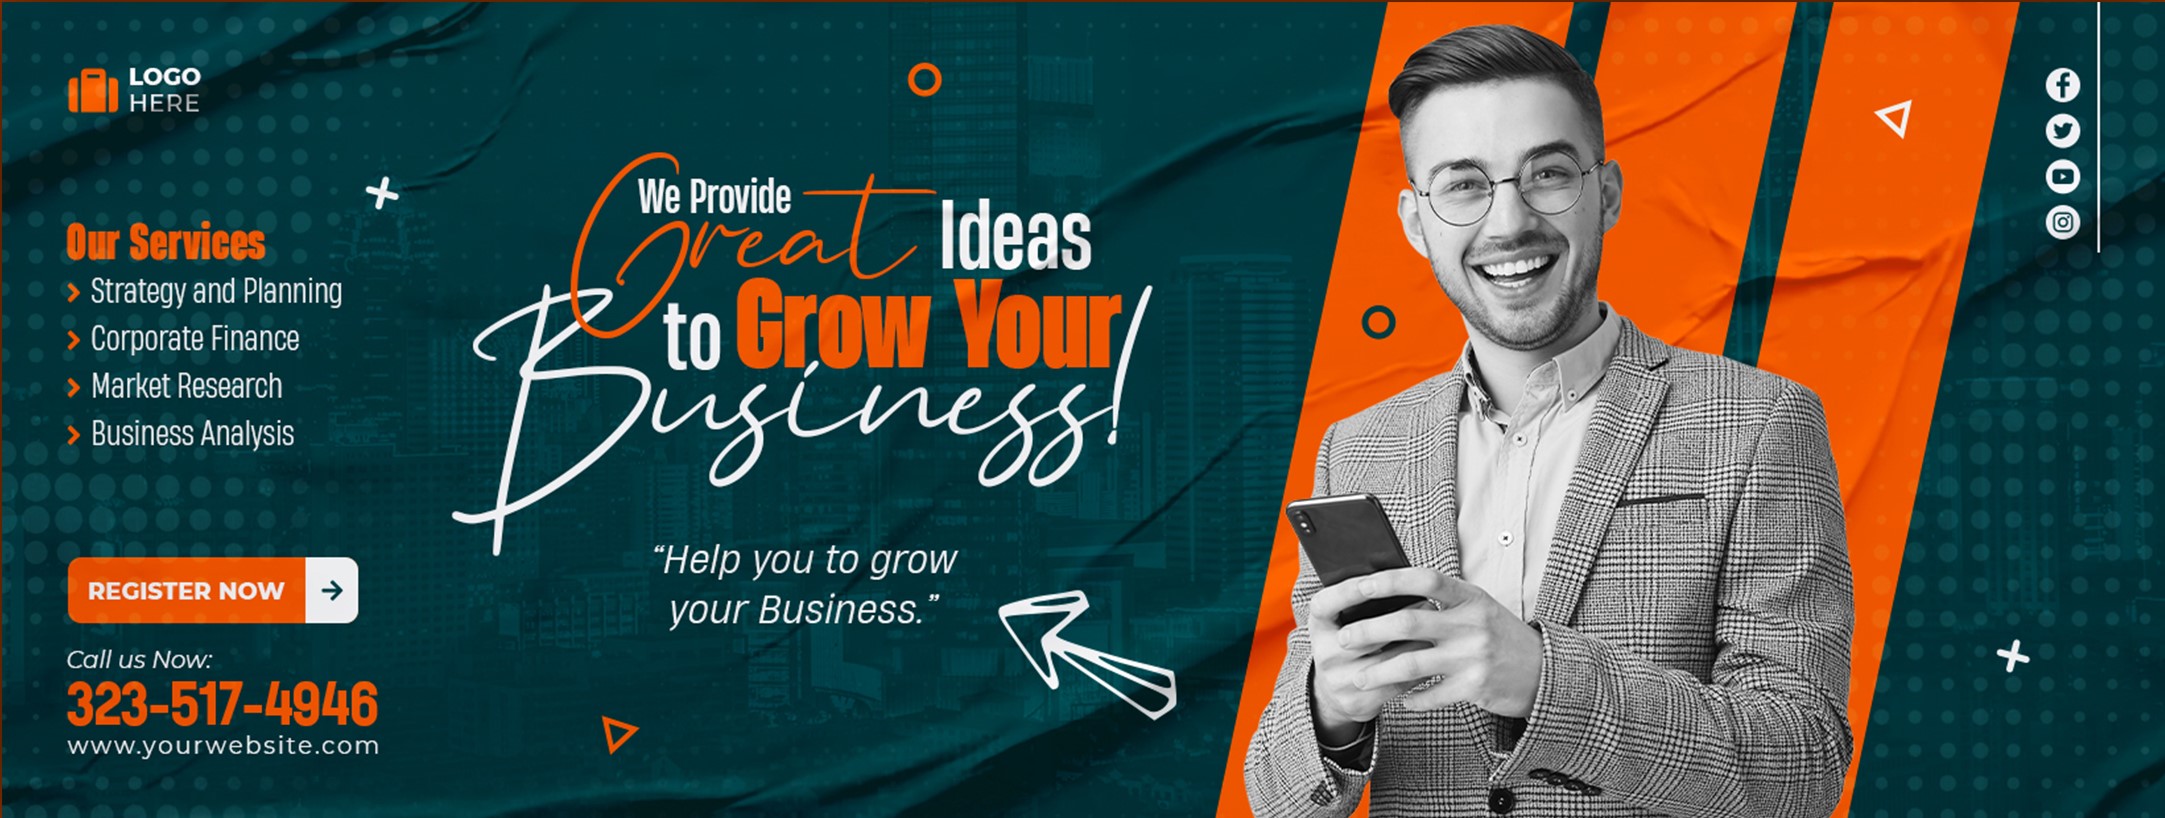 LOGO
HERE
Our Services
Strategy and Planning
Corporate Finance
Market Research
Business Analysis
REGISTER NOW
Call us Now:
323-517-4946
www.yourwebsite.com
We Provide
Great Ideas
to Grow Your
Business!
“Help you to grow
your Business.”